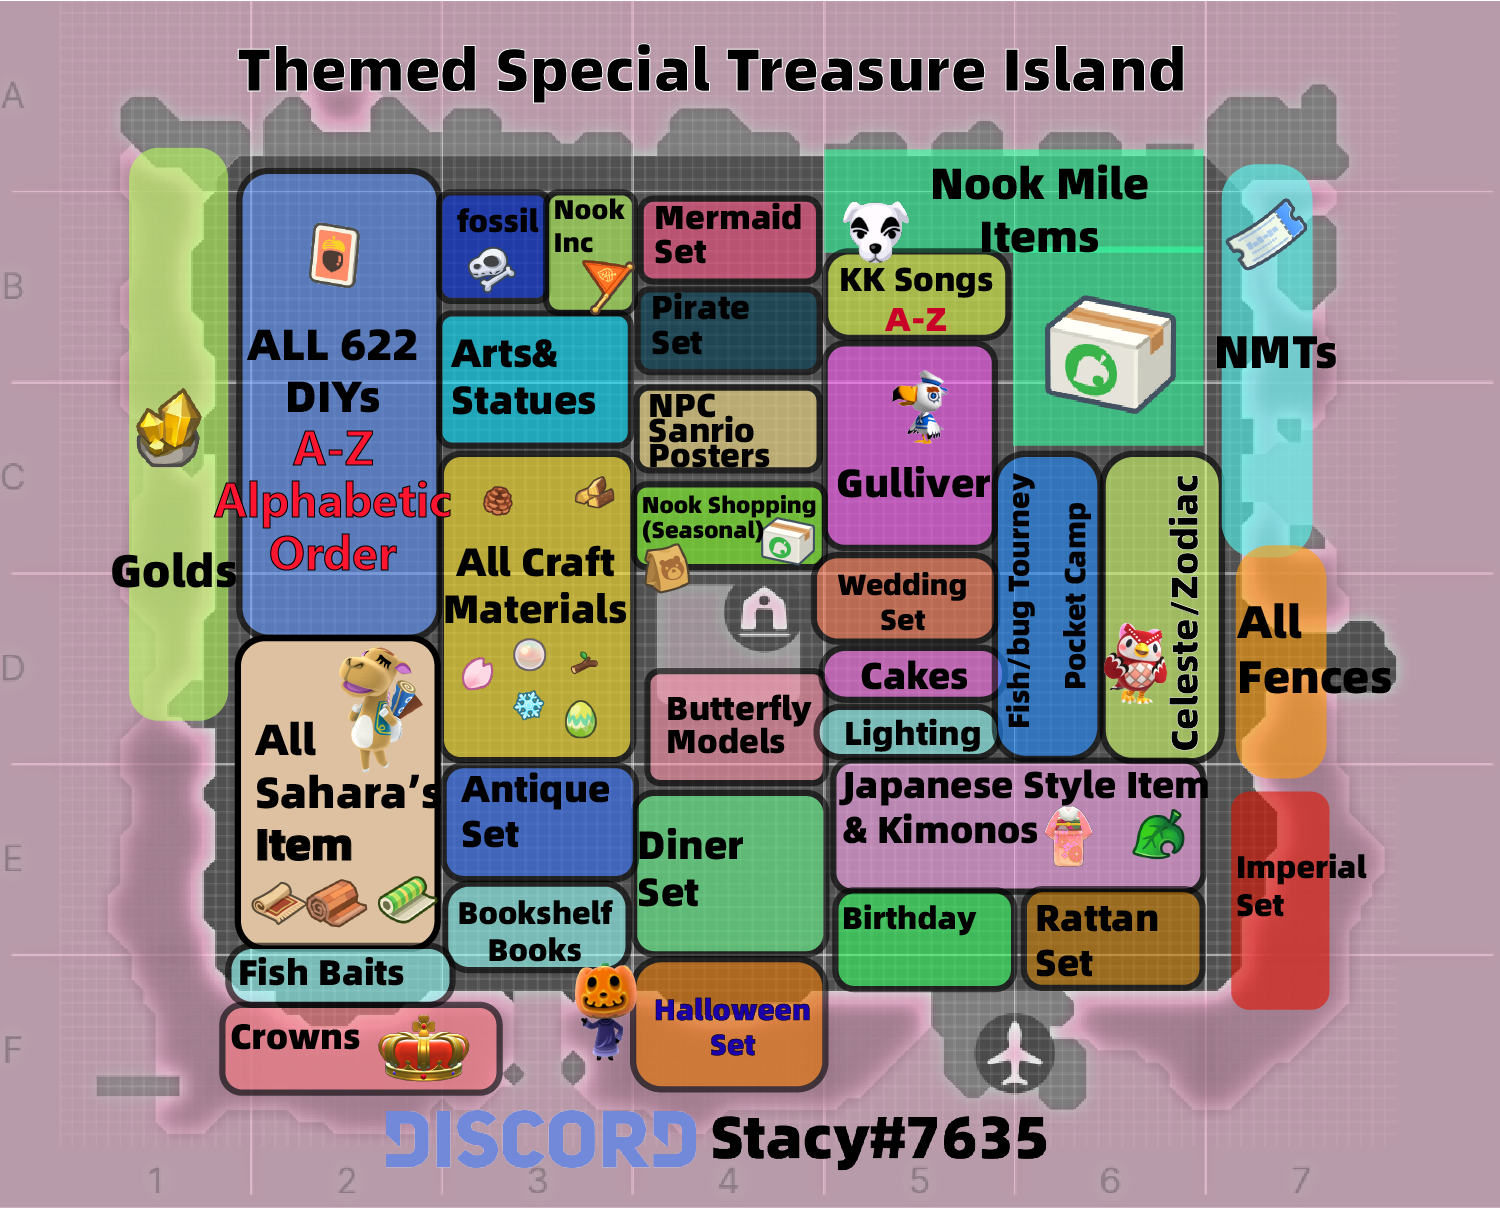 Themed Special Treasure Island
A
B
C
D
E
F
Golds
ALL 622
DIYs
A-Z
Alphabetic
Order
fossil
Nook
Inc
Arts&
Statues
All Craft
Materials
All
Sahara's
Item
Antique
Set
Bookshelf
Books
Fish Baits
Crowns
Mermaid
Set
Pirate
Set
NPC
Sanrio
Posters
Nook Shopping
(Seasonal)
Butterfly
Models
Diner
Set
Halloween
Set
Nook Mile
Items
KK Songs
A-Z
Gulliver
Wedding
Set
Cakes
Lighting
Fish/bug Tourney
Pocket Camp
Celeste/Zodiac
Japanese Style Item
& Kimonos
Birthday
Rattan
Set
NMTs
All
Fences
Imperial
Set
DISCORD Stacy#7635
1 2 3 4 5 6 7